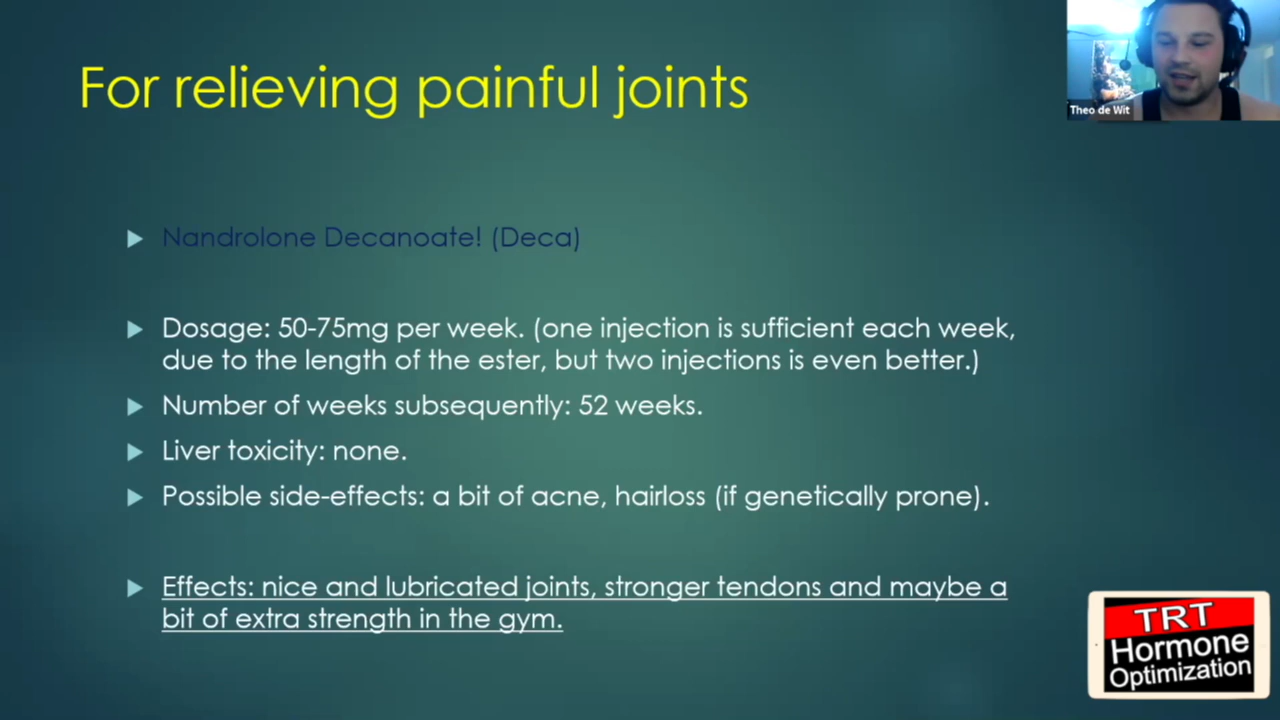 For relieving painful joints
Theo de Wit
Nandrolone Decanoate! (Deca)
Dosage: 50-75mg per week. (one injection is sufficient each week,
due to the length of the ester, but two injections is even better.)
Number of weeks subsequently: 52 weeks.
Liver toxicity: none.
Possible side-effects: a bit of acne, hairloss (if genetically prone).
Effects: nice and lubricated joints, stronger tendons and maybe a
bit of extra strength in the gym.
TRT
Hormone
Optimization